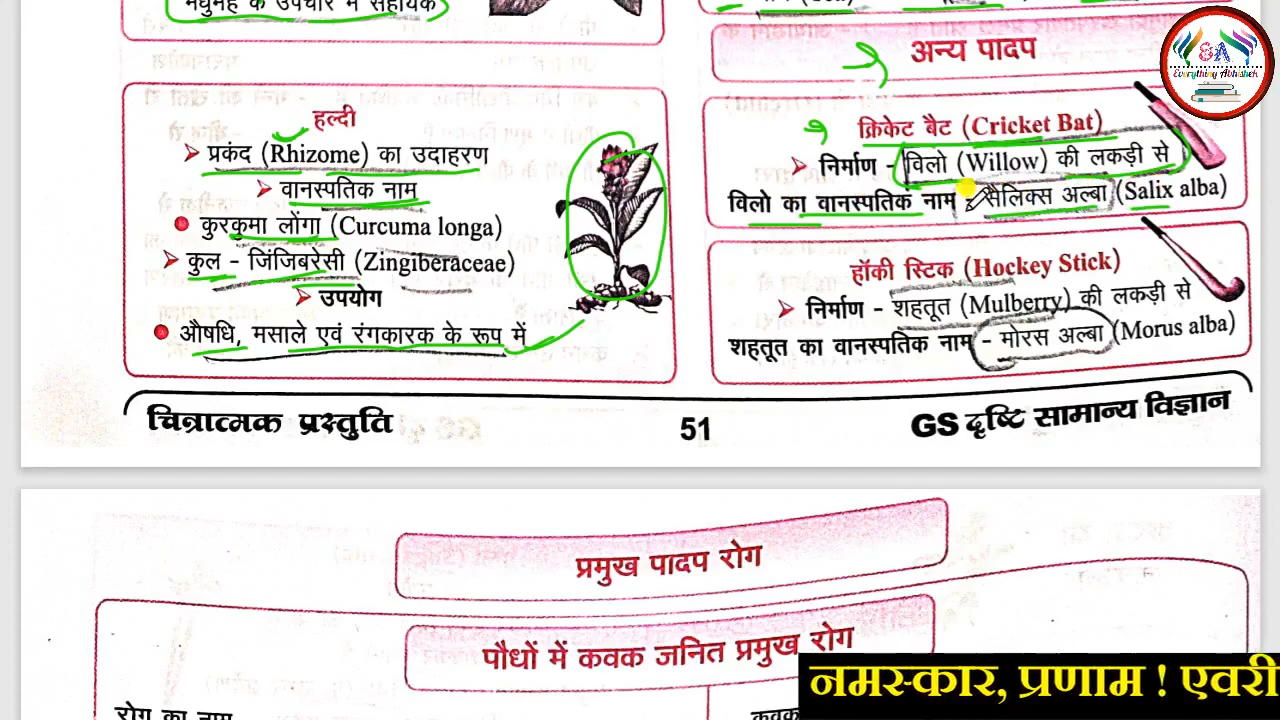 मधुमेह के उपचार में सहायक
हल्दी
प्रकंद (Rhizome) का उदाहरण
वानस्पतिक नाम
कुरकुमा लोंगा (Curcuma longa)
कुल - जिंजिबरेसी (Zingiberaceae)
उपयोग
औषधि, मसाले एवं रंगकारक के रूप में
अन्य पादप
क्रिकेट बैट (Cricket Bat)
निर्माण - विलो (Willow) की लकड़ी से
विलो का वानस्पतिक नाम - सैलिक्स अल्बा (Salix alba)
हॉकी स्टिक (Hockey Stick)
निर्माण - शहतूत (Mulberry) की लकड़ी से
शहतूत का वानस्पतिक नाम - मोरस अल्बा (Morus alba)
चित्रात्मक प्रस्तुति
51
GS दृष्टि सामान्य विज्ञान
प्रमुख पादप रोग
पौधों में कवक जनित प्रमुख रोग
रोग का नाम
कवक
&A
Everything Abhishek
नमस्कार, प्रणाम ! एवरी